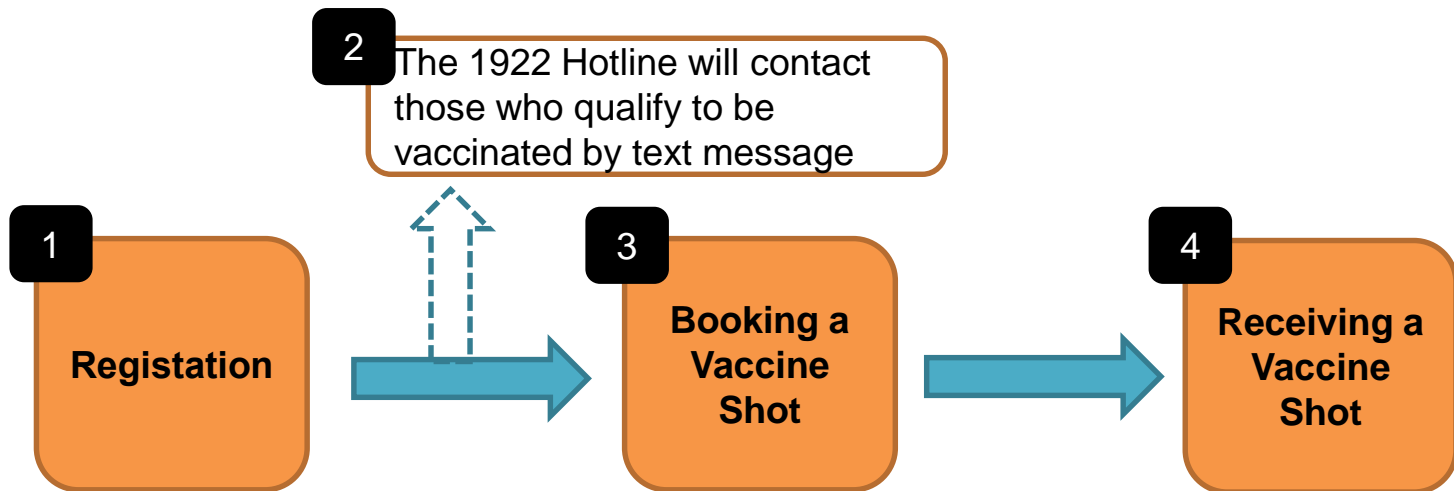 1
Registation
2
The 1922 Hotline will contact
those who qualify to be
vaccinated by text message
3
Booking a
Vaccine
Shot
4
Receiving a
Vaccine
Shot